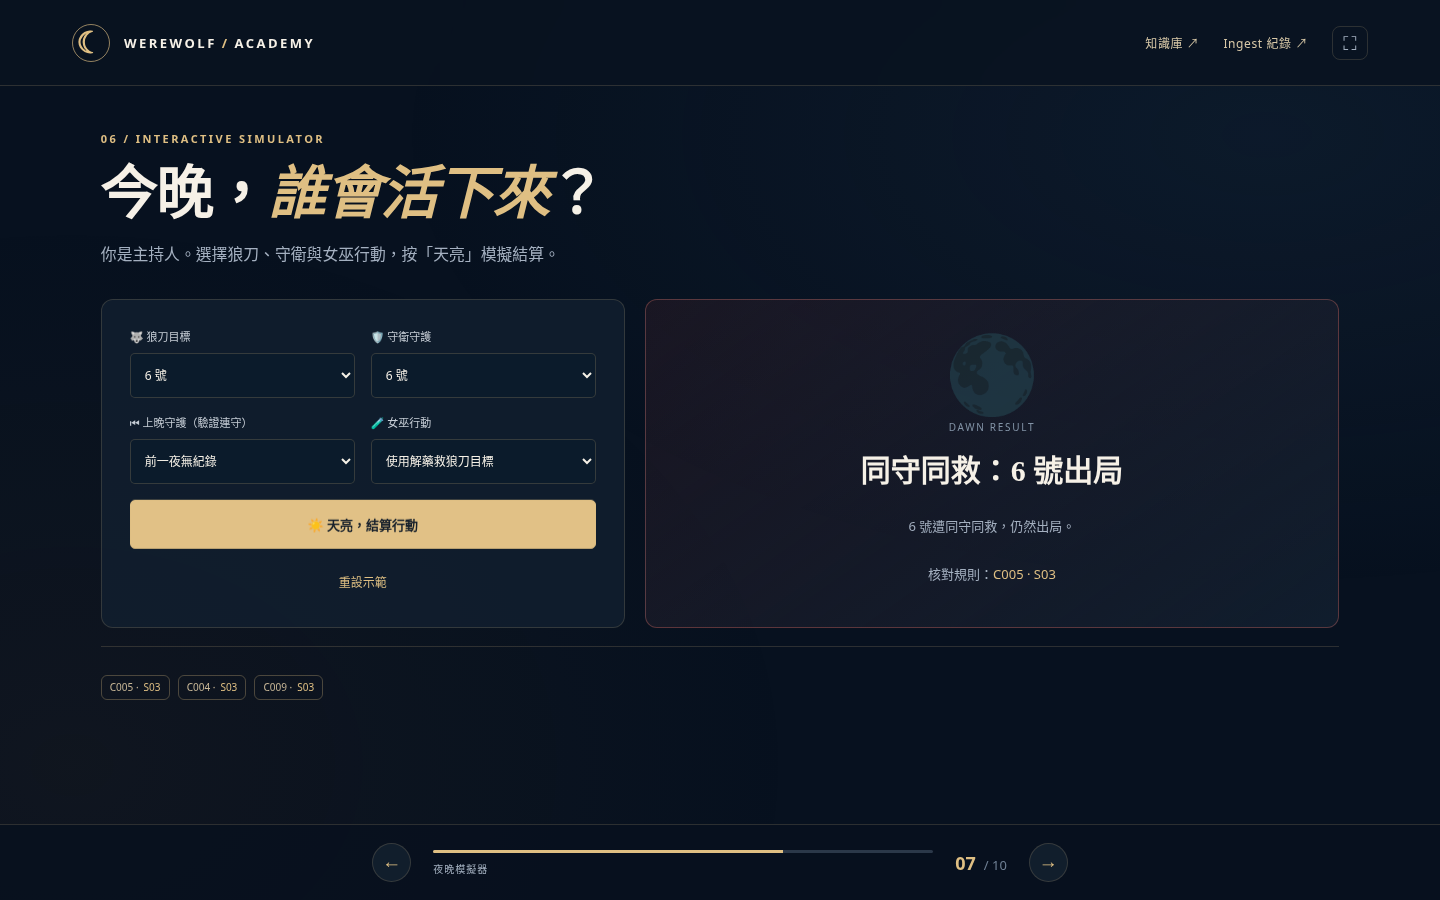 WEREWOLF / ACADEMY
知識庫 ↗
Ingest 紀錄 ↗
06 / INTERACTIVE SIMULATOR
今晚，誰會活下來？
你是主持人。選擇狼刀、守衛與女巫行動，按「天亮」模擬結算。
🐺 狼刀目標
🛡️ 守衛守護
6 號
6 號
⏮ 上晚守護（驗證連守）
🧪 女巫行動
前一夜無紀錄
使用解藥救狼刀目標
☀️ 天亮，結算行動
重設示範
DAWN RESULT
同守同救：6 號出局
6 號遭同守同救，仍然出局。
核對規則：C005 · S03
C005 · S03
C004 · S03
C009 · S03
←
夜晚模擬器
07 / 10
→